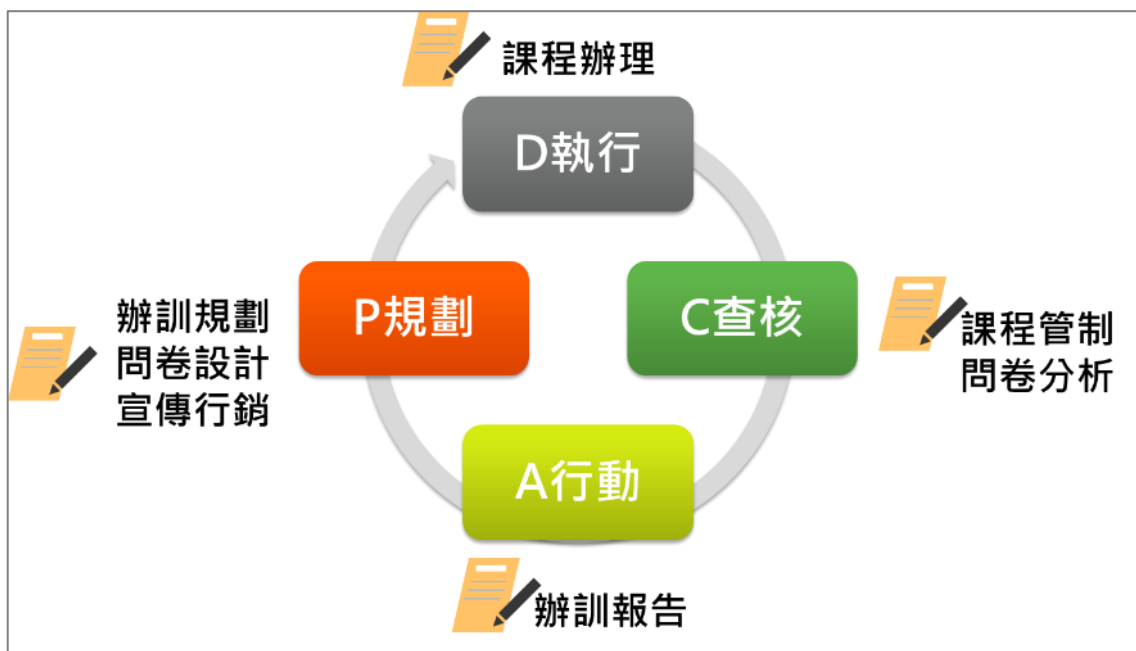 課程辦理
D執行
P規劃
C查核
辦訓規劃
問卷設計
宣傳行銷
課程管制
問卷分析
A行動
辦訓報告